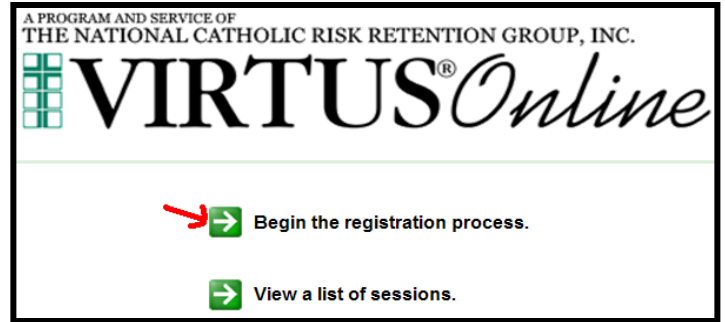 A PROGRAM AND SERVICE OF
THE NATIONAL CATHOLIC RISK RETENTION GROUP, INC.
VIRTUS® Online
Begin the registration process.
View a list of sessions.